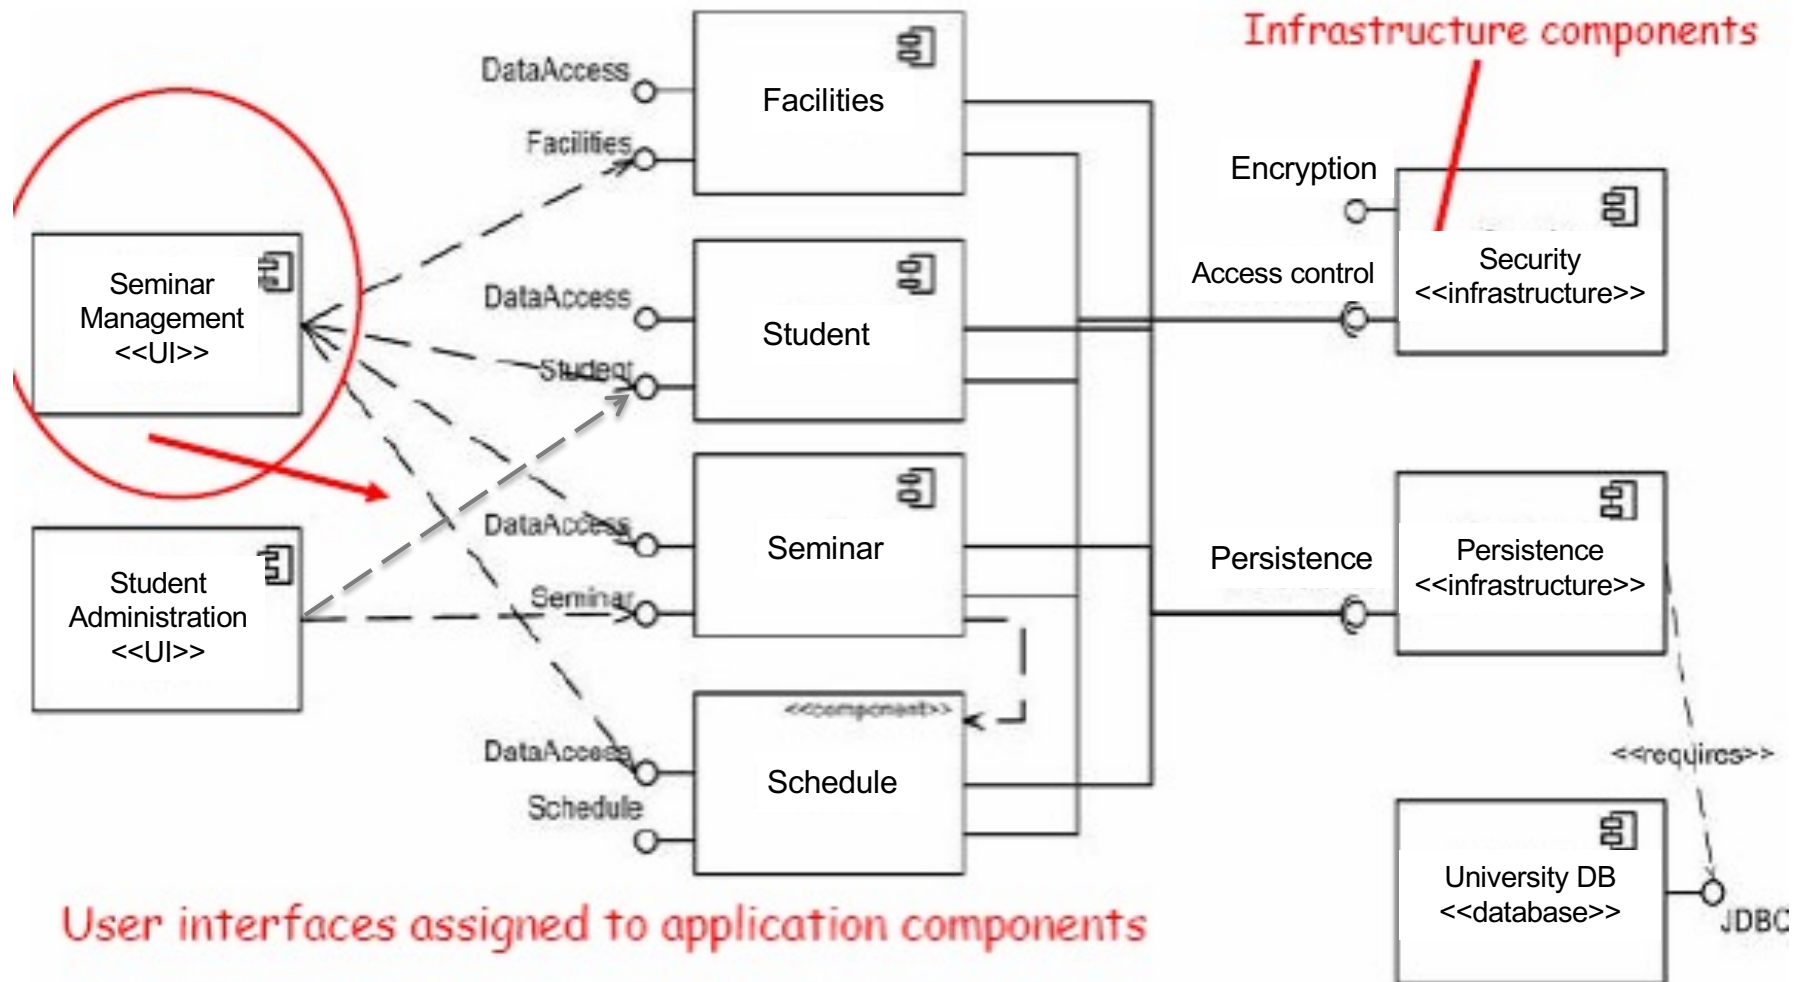 Infrastructure components
DataAccess
Facilities
Facilities
Encryption
Access control
Security
<<infrastructure>>
Seminar
Management
<<UI>>
DataAccess
Student
Student
DataAccess
Seminar
Seminar
Student
Administration
<<UI>>
Persistence
Persistence
<<infrastructure>>
<<component>>
DataAccess
Schedule
Schedule
<<requires>>
University DB
<<database>>
JDBC
User interfaces assigned to application components